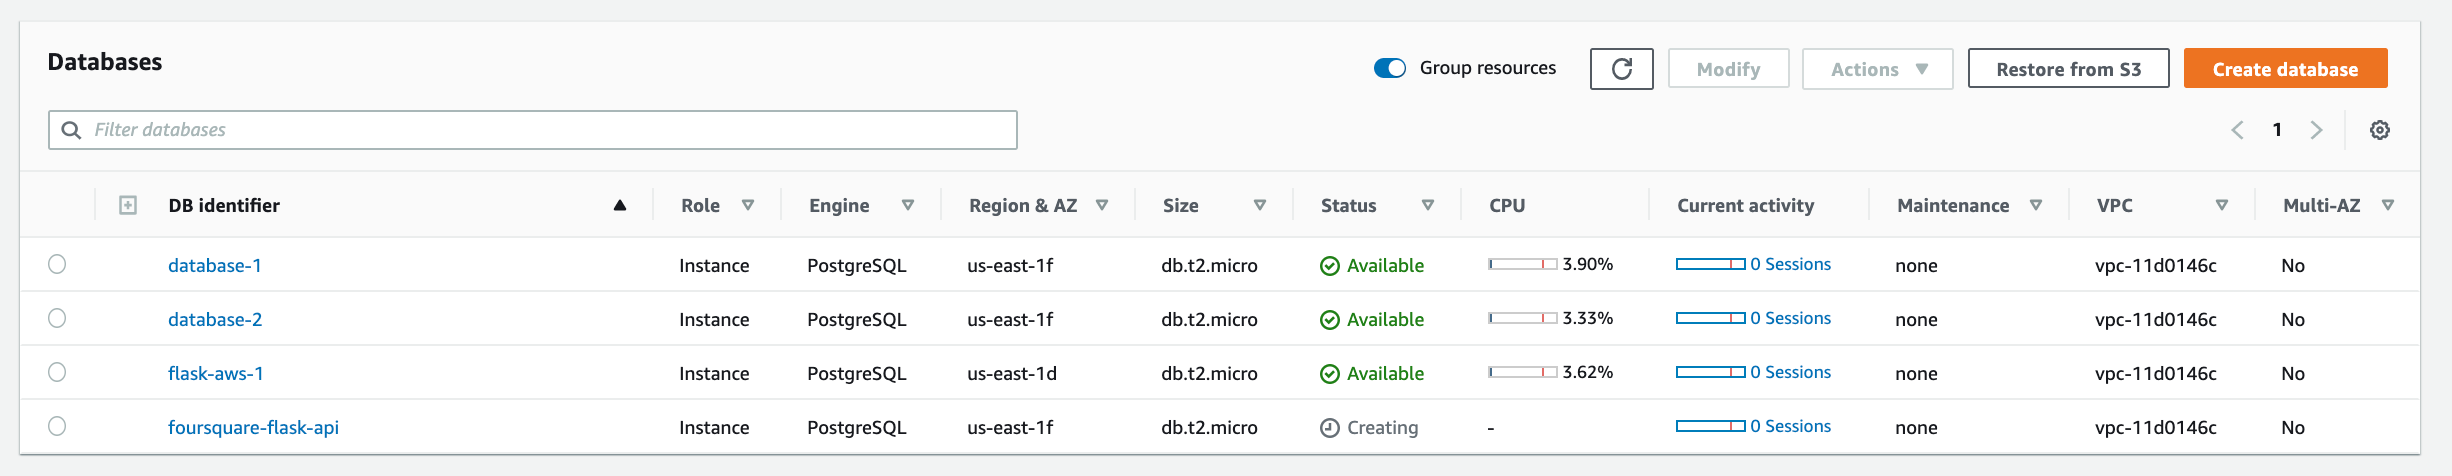 Databases
Group resources Modify Actions Restore from S3 Create database
Filter databases
1
DB identifier Role Engine Region & AZ Size Status CPU Current activity Maintenance VPC Multi-AZ
database-1 Instance PostgreSQL us-east-1f db.t2.micro Available 3.90% 0 Sessions none vpc-11d0146c No
database-2 Instance PostgreSQL us-east-1f db.t2.micro Available 3.33% 0 Sessions none vpc-11d0146c No
flask-aws-1 Instance PostgreSQL us-east-1d db.t2.micro Available 3.62% 0 Sessions none vpc-11d0146c No
foursquare-flask-api Instance PostgreSQL us-east-1f db.t2.micro Creating - 0 Sessions none vpc-11d0146c No